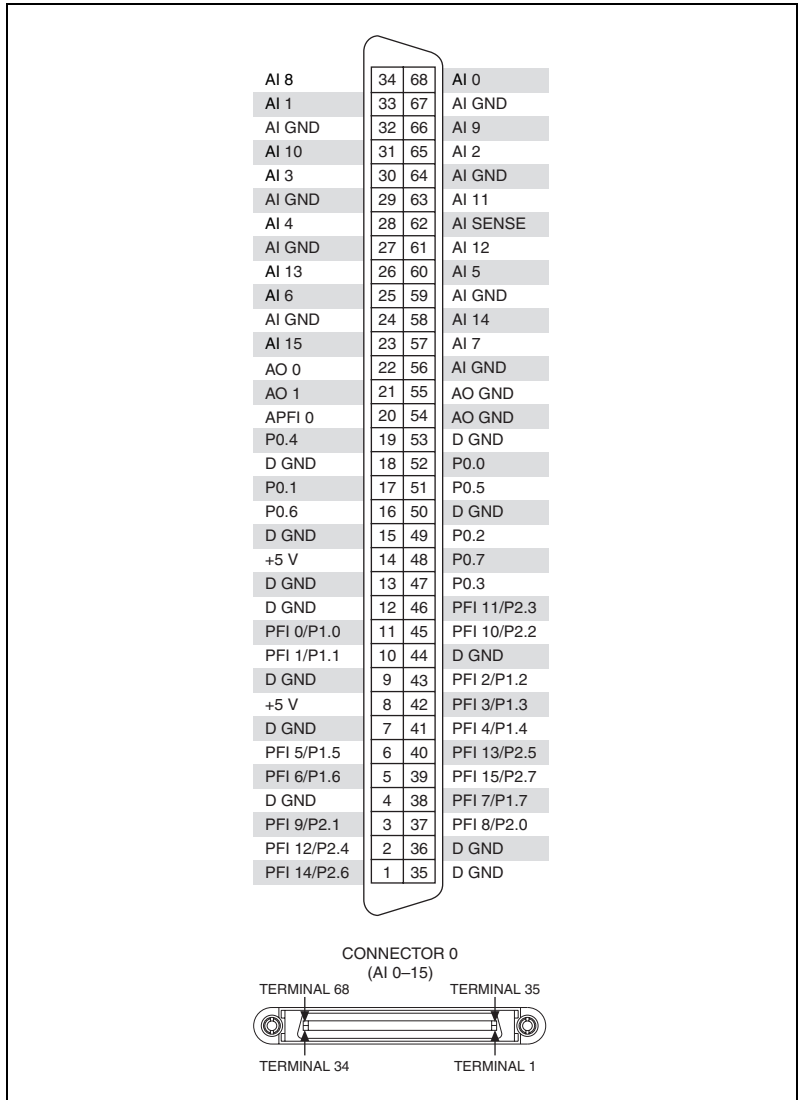 AI 8 34 68 AI 0
AI 1 33 67 AI GND
AI GND 32 66 AI 9
AI 10 31 65 AI 2
AI 3 30 64 AI GND
AI GND 29 63 AI 11
AI 4 28 62 AI SENSE
AI GND 27 61 AI 12
AI 13 26 60 AI 5
AI 6 25 59 AI GND
AI GND 24 58 AI 14
AI 15 23 57 AI 7
AO 0 22 56 AI GND
AO 1 21 55 AO GND
APFI 0 20 54 AO GND
P0.4 19 53 D GND
D GND 18 52 P0.0
P0.1 17 51 P0.5
P0.6 16 50 D GND
D GND 15 49 P0.2
+5 V 14 48 P0.7
D GND 13 47 P0.3
D GND 12 46 PFI 11/P2.3
PFI 0/P1.0 11 45 PFI 10/P2.2
PFI 1/P1.1 10 44 D GND
D GND 9 43 PFI 2/P1.2
+5 V 8 42 PFI 3/P1.3
D GND 7 41 PFI 4/P1.4
PFI 5/P1.5 6 40 PFI 13/P2.5
PFI 6/P1.6 5 39 PFI 15/P2.7
D GND 4 38 PFI 7/P1.7
PFI 9/P2.1 3 37 PFI 8/P2.0
PFI 12/P2.4 2 36 D GND
PFI 14/P2.6 1 35 D GND
CONNECTOR 0
(AI 0–15)
TERMINAL 68 TERMINAL 35
TERMINAL 34 TERMINAL 1